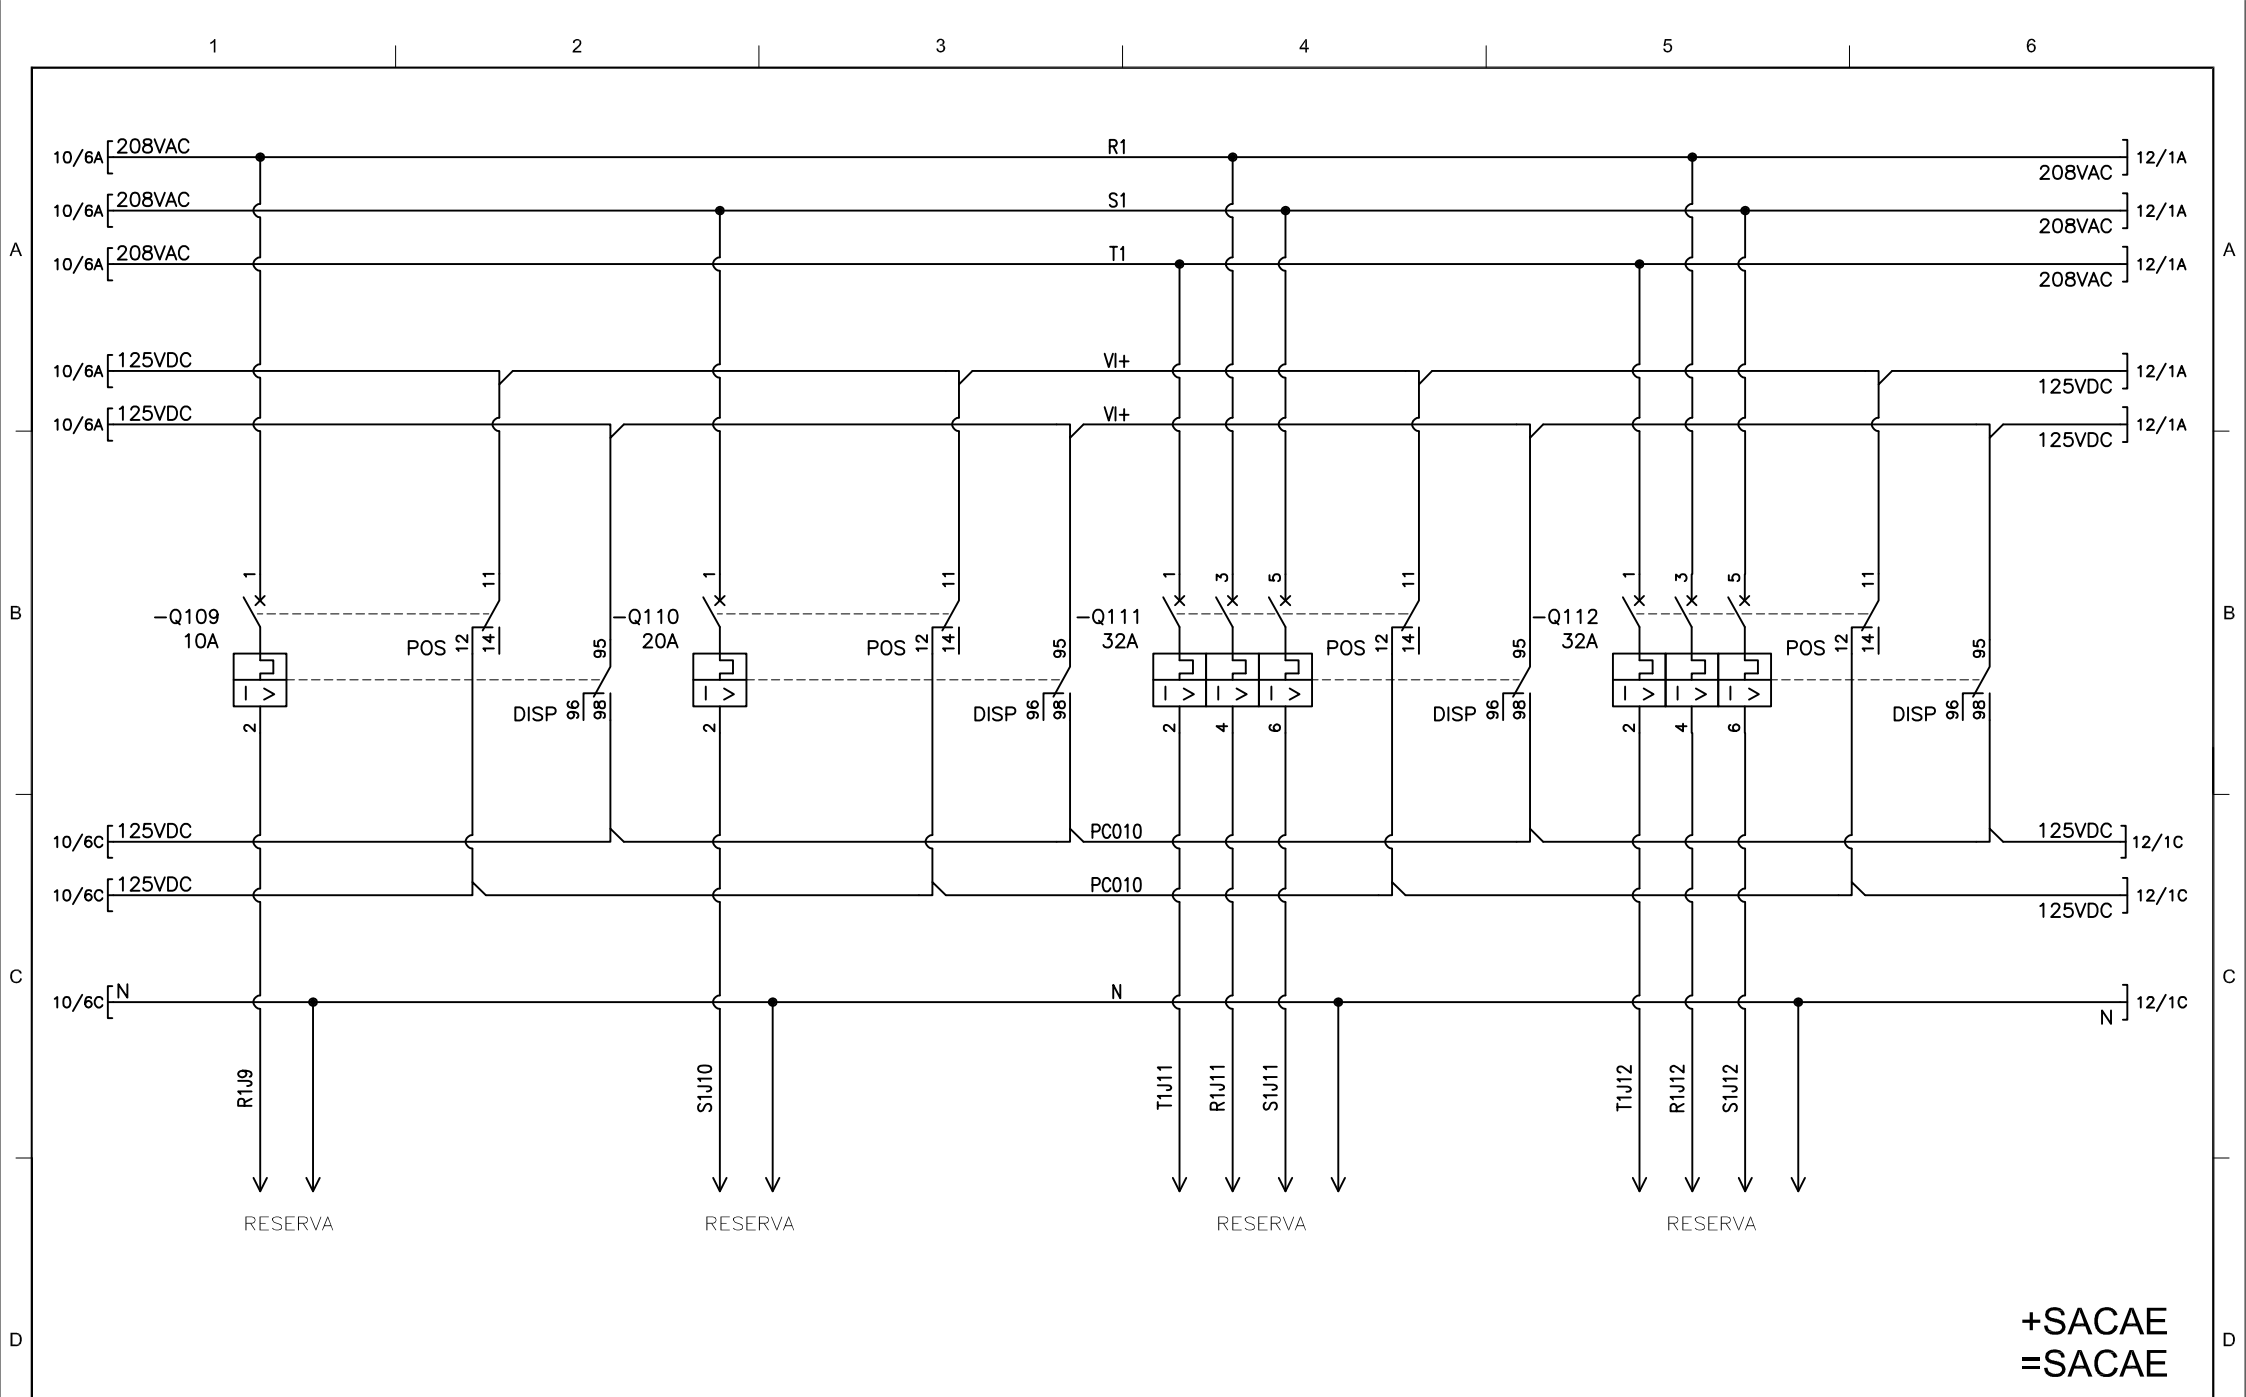 1 2 3 4 5 6
10/6A 208VAC R1 12/1A
208VAC
10/6A 208VAC S1 12/1A
208VAC
A A
10/6A 208VAC T1 12/1A
208VAC
10/6A 125VDC VI+ 12/1A
125VDC
10/6A 125VDC VI+ 12/1A
125VDC
1 11 1 11 1 3 5 11 1 3 5 11
B B
-Q109 -Q110 -Q111 -Q112
10A 20A 32A 32A
POS 12 14 95 POS 12 14 95 POS 12 14 95 POS 12 14 95
I > I > I > I > I > I > I > I >
DISP 96 98 DISP 96 98 DISP 96 98 DISP 96 98
2 2 2 4 6 2 4 6
10/6C 125VDC PC010 125VDC 12/1C
10/6C 125VDC PC010 12/1C
125VDC
C C
10/6C N N 12/1C
N
R1J9 S1J10 T1J11 R1J11 S1J11 T1J12 R1J12 S1J12
RESERVA RESERVA RESERVA RESERVA
+SACAE
D D
=SACAE